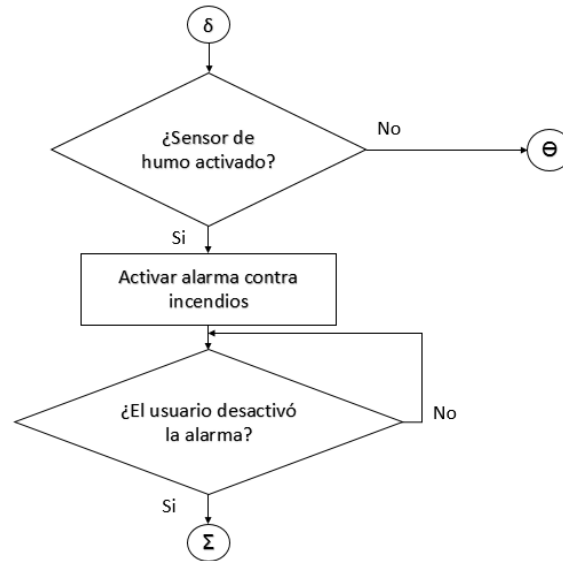 δ
¿Sensor de
humo activado?
No
Ө
Si
Activar alarma contra
incendios
¿El usuario desactivó
la alarma?
No
Si
Σ